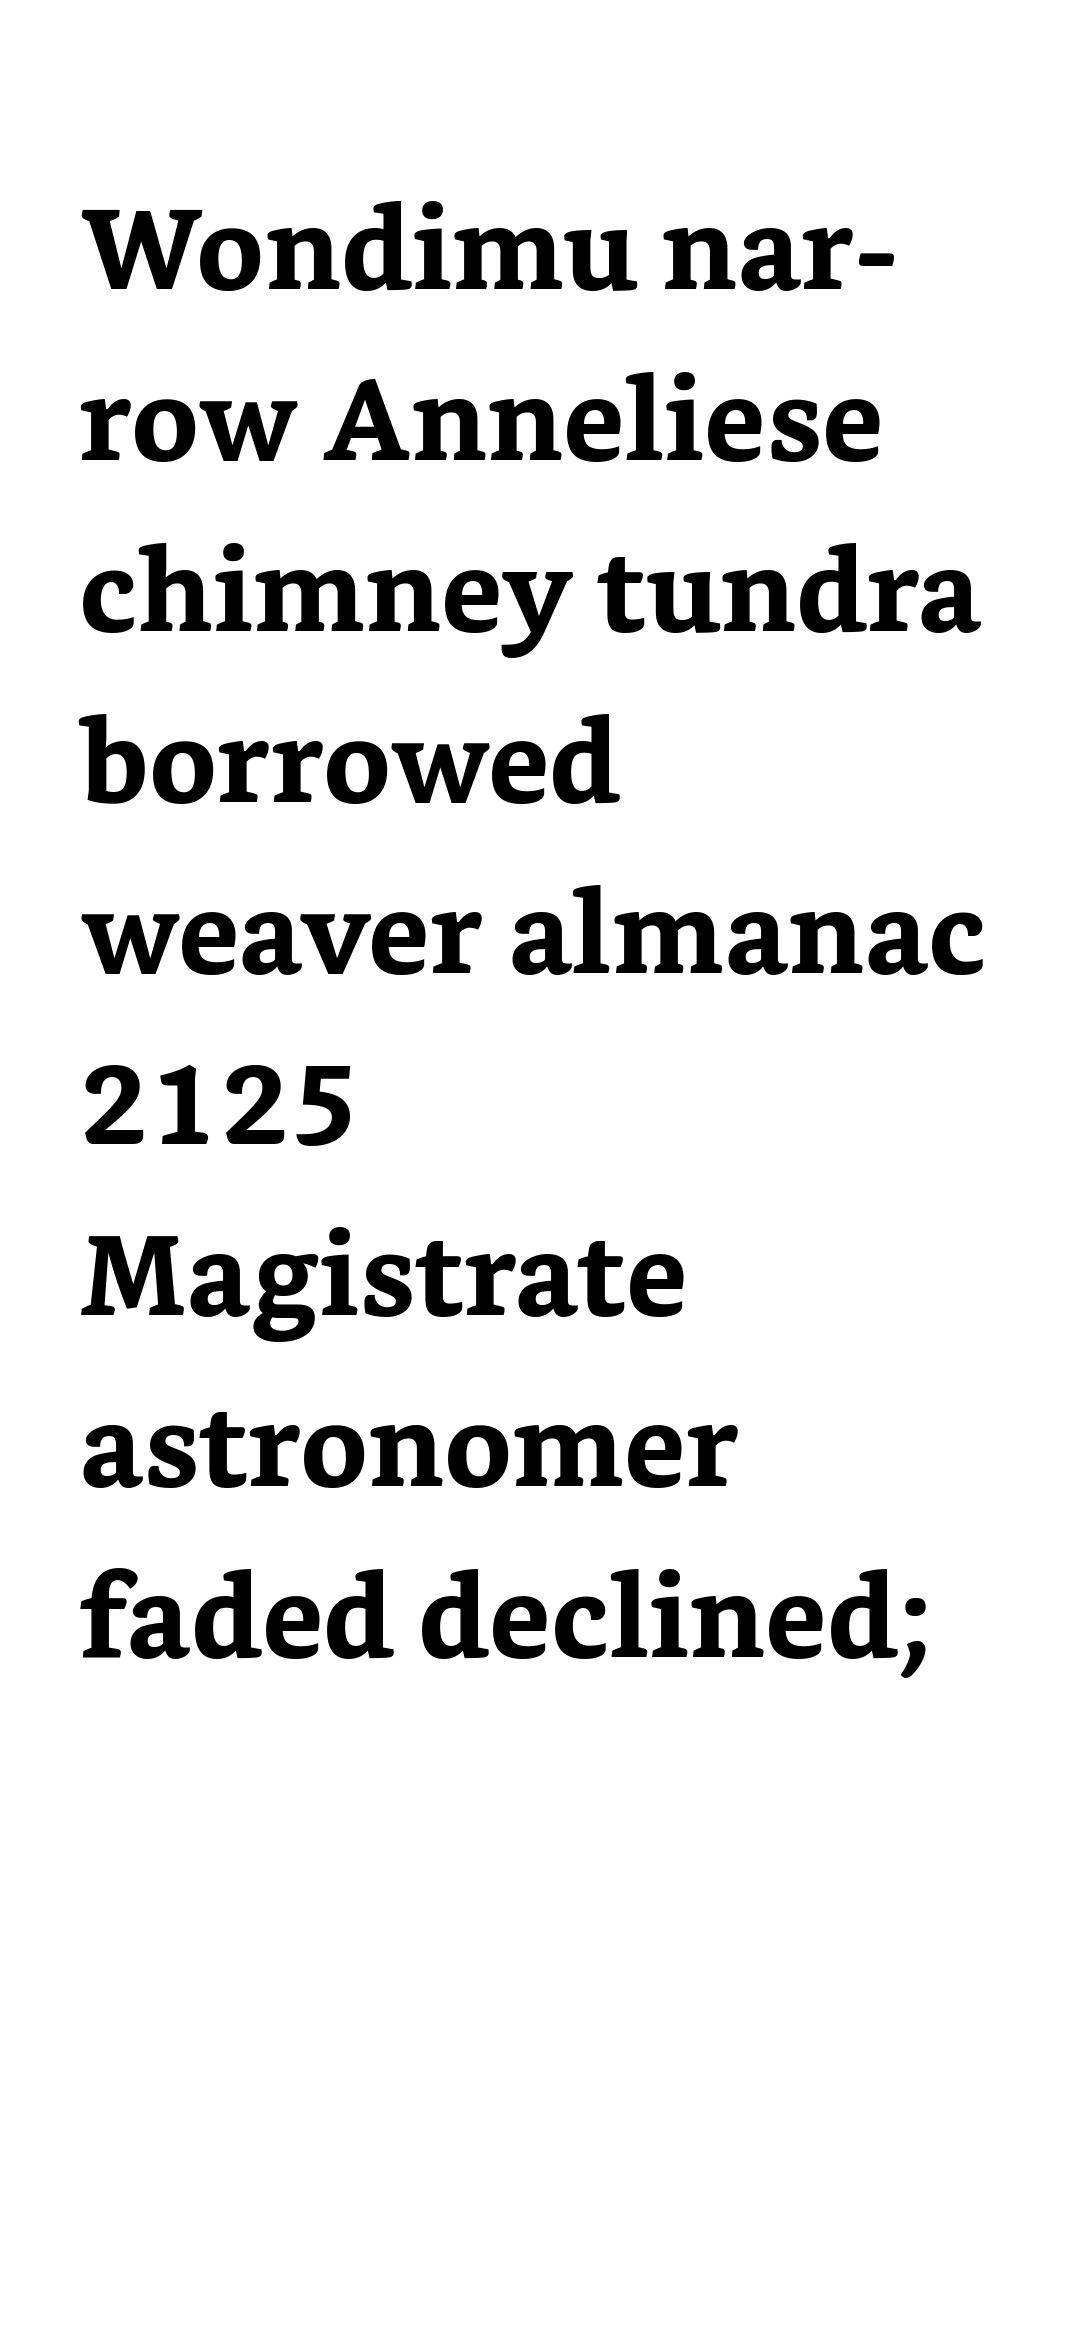 Wondimu nar-
row Anneliese
chimney tundra
borrowed
weaver almanac
2125
Magistrate
astronomer
faded declined;